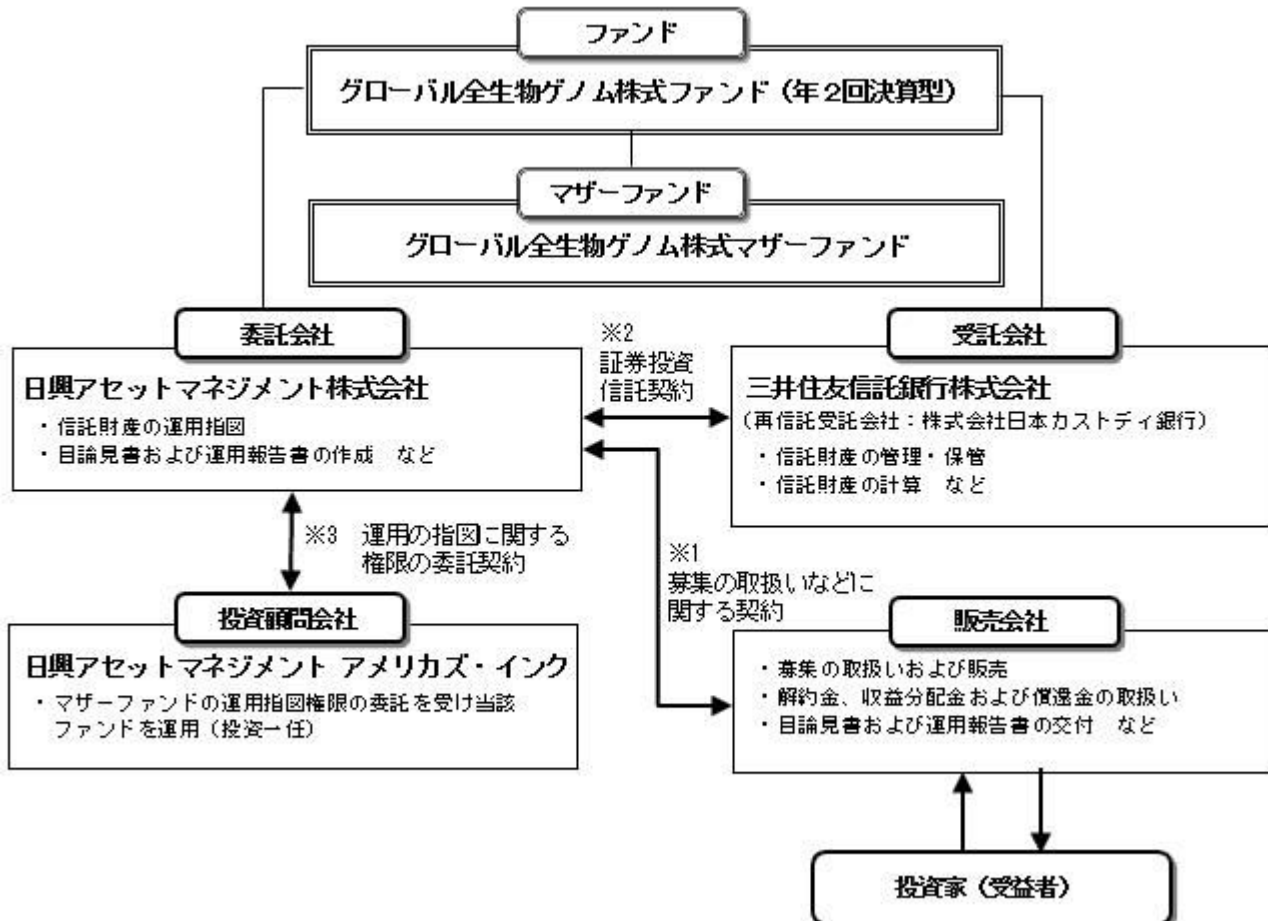 ファンド
グローバル全生物ゲノム株式ファンド（年２回決算型）
マザーファンド
グローバル全生物ゲノム株式マザーファンド
委託会社
日興アセットマネジメント株式会社
・信託財産の運用指図
・目論見書および運用報告書の作成　など
※2
証券投資
信託契約
受託会社
三井住友信託銀行株式会社
（再信託受託会社：株式会社日本カストディ銀行）
・信託財産の管理・保管
・信託財産の計算　など
※3　運用の指図に関する
権限の委託契約
※1
募集の取扱いなどに
関する契約
投資顧問会社
日興アセットマネジメント アメリカズ・インク
・マザーファンドの運用指図権限の委託を受け当該
ファンドを運用（投資一任）
販売会社
・募集の取扱いおよび販売
・解約金、収益分配金および償還金の取扱い
・目論見書および運用報告書の交付　など
投資家（受益者）